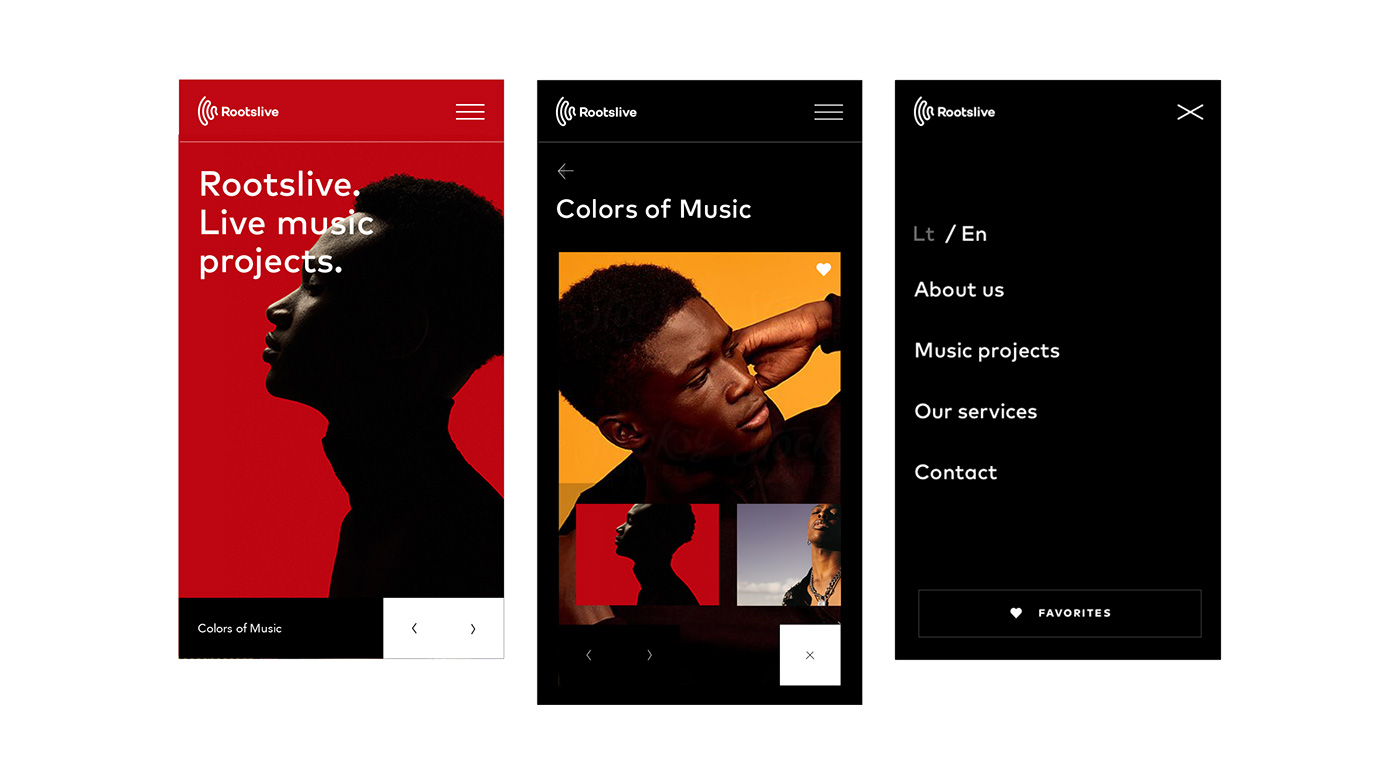 Rootslive
Rootslive.
Live music
projects.
Colors of Music
Rootslive
Colors of Music
Rootslive
Lt / En
About us
Music projects
Our services
Contact
FAVORITES